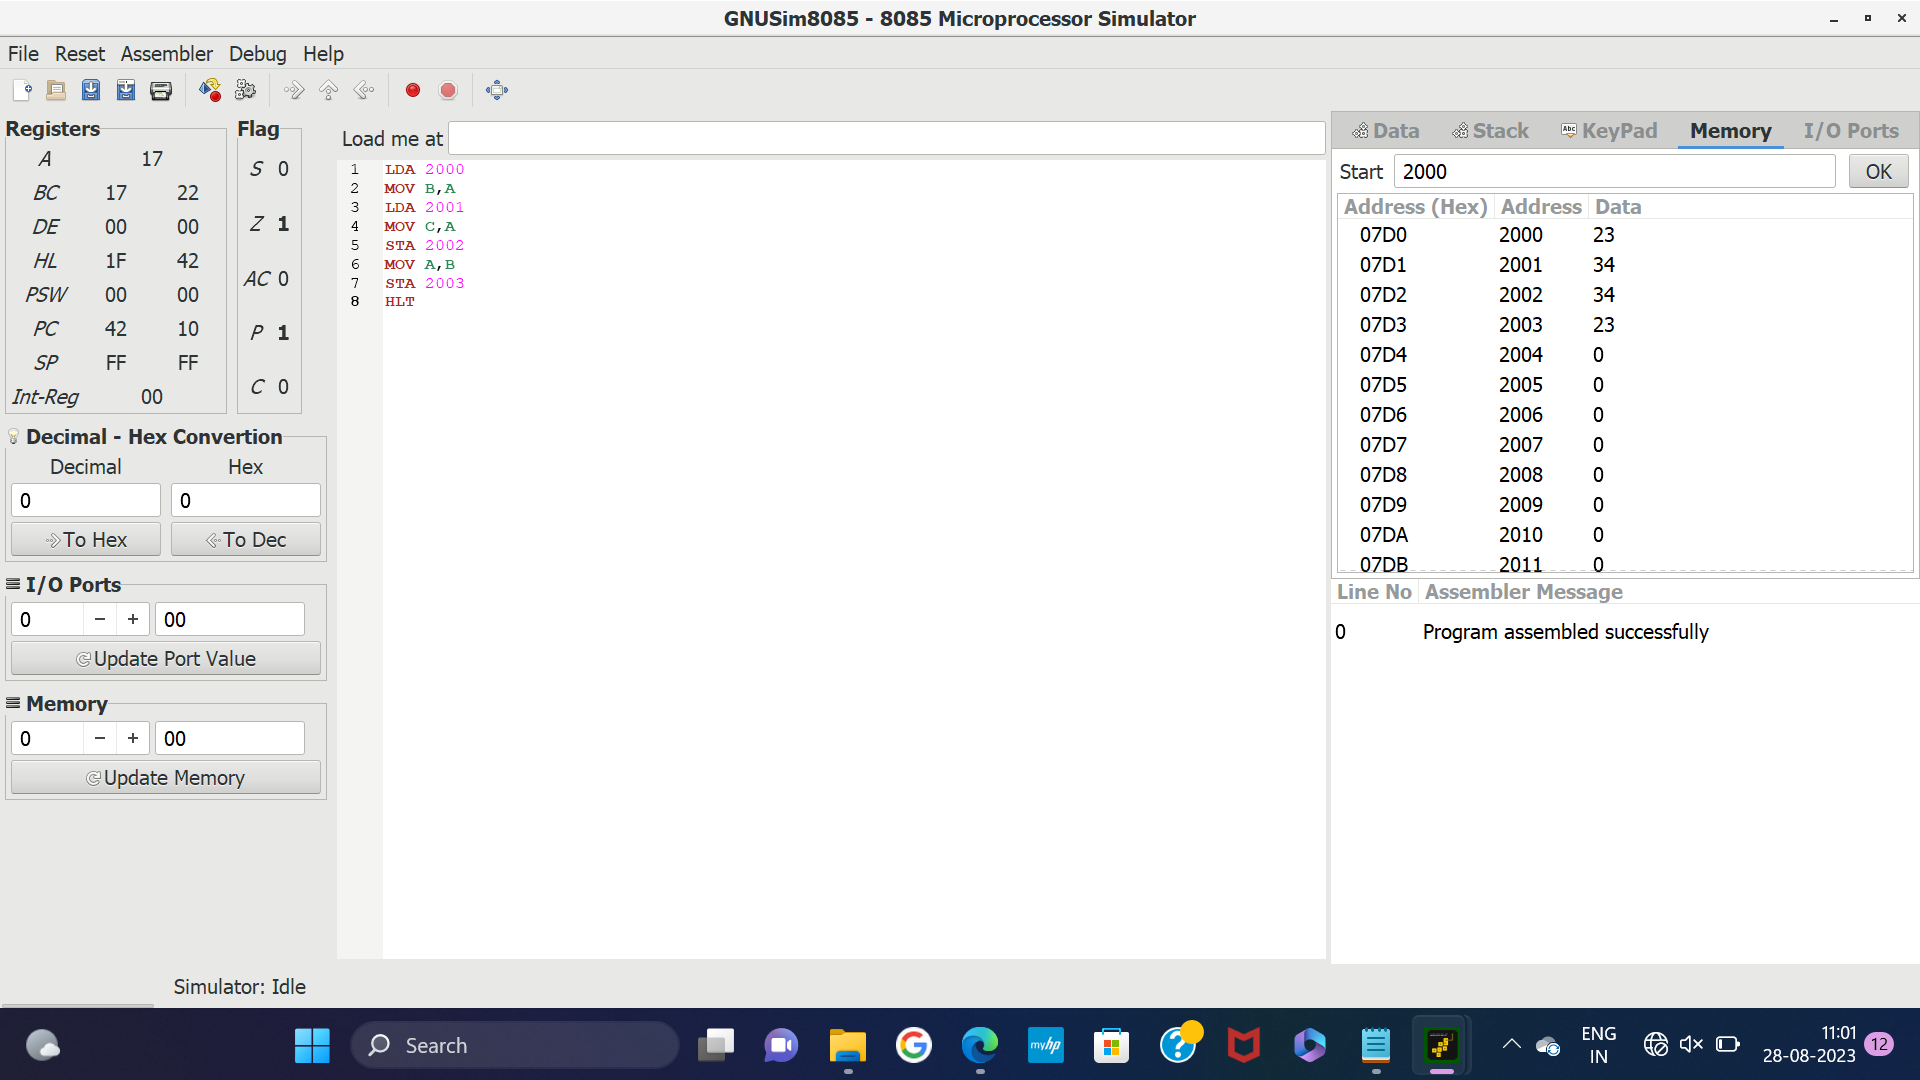 GNUSim8085 - 8085 Microprocessor Simulator
File Reset Assembler Debug Help
Registers
A 17
BC 17 22
DE 00 00
HL 1F 42
PSW 00 00
PC 42 10
SP FF FF
Int-Reg 00
Flag
S 0
Z 1
AC 0
P 1
C 0
Decimal - Hex Convertion
Decimal Hex
0 0
To Hex To Dec
I/O Ports
0 − + 00
Update Port Value
Memory
0 − + 00
Update Memory
Load me at
1 LDA 2000
2 MOV B,A
3 LDA 2001
4 MOV C,A
5 STA 2002
6 MOV A,B
7 STA 2003
8 HLT
Data Stack Abc KeyPad Memory I/O Ports
Start 2000 OK
Address (Hex) Address Data
07D0 2000 23
07D1 2001 34
07D2 2002 34
07D3 2003 23
07D4 2004 0
07D5 2005 0
07D6 2006 0
07D7 2007 0
07D8 2008 0
07D9 2009 0
07DA 2010 0
07DB 2011 0
Line No Assembler Message
0 Program assembled successfully
Simulator: Idle
Search
myhp
ENG
IN
11:01
28-08-2023
12